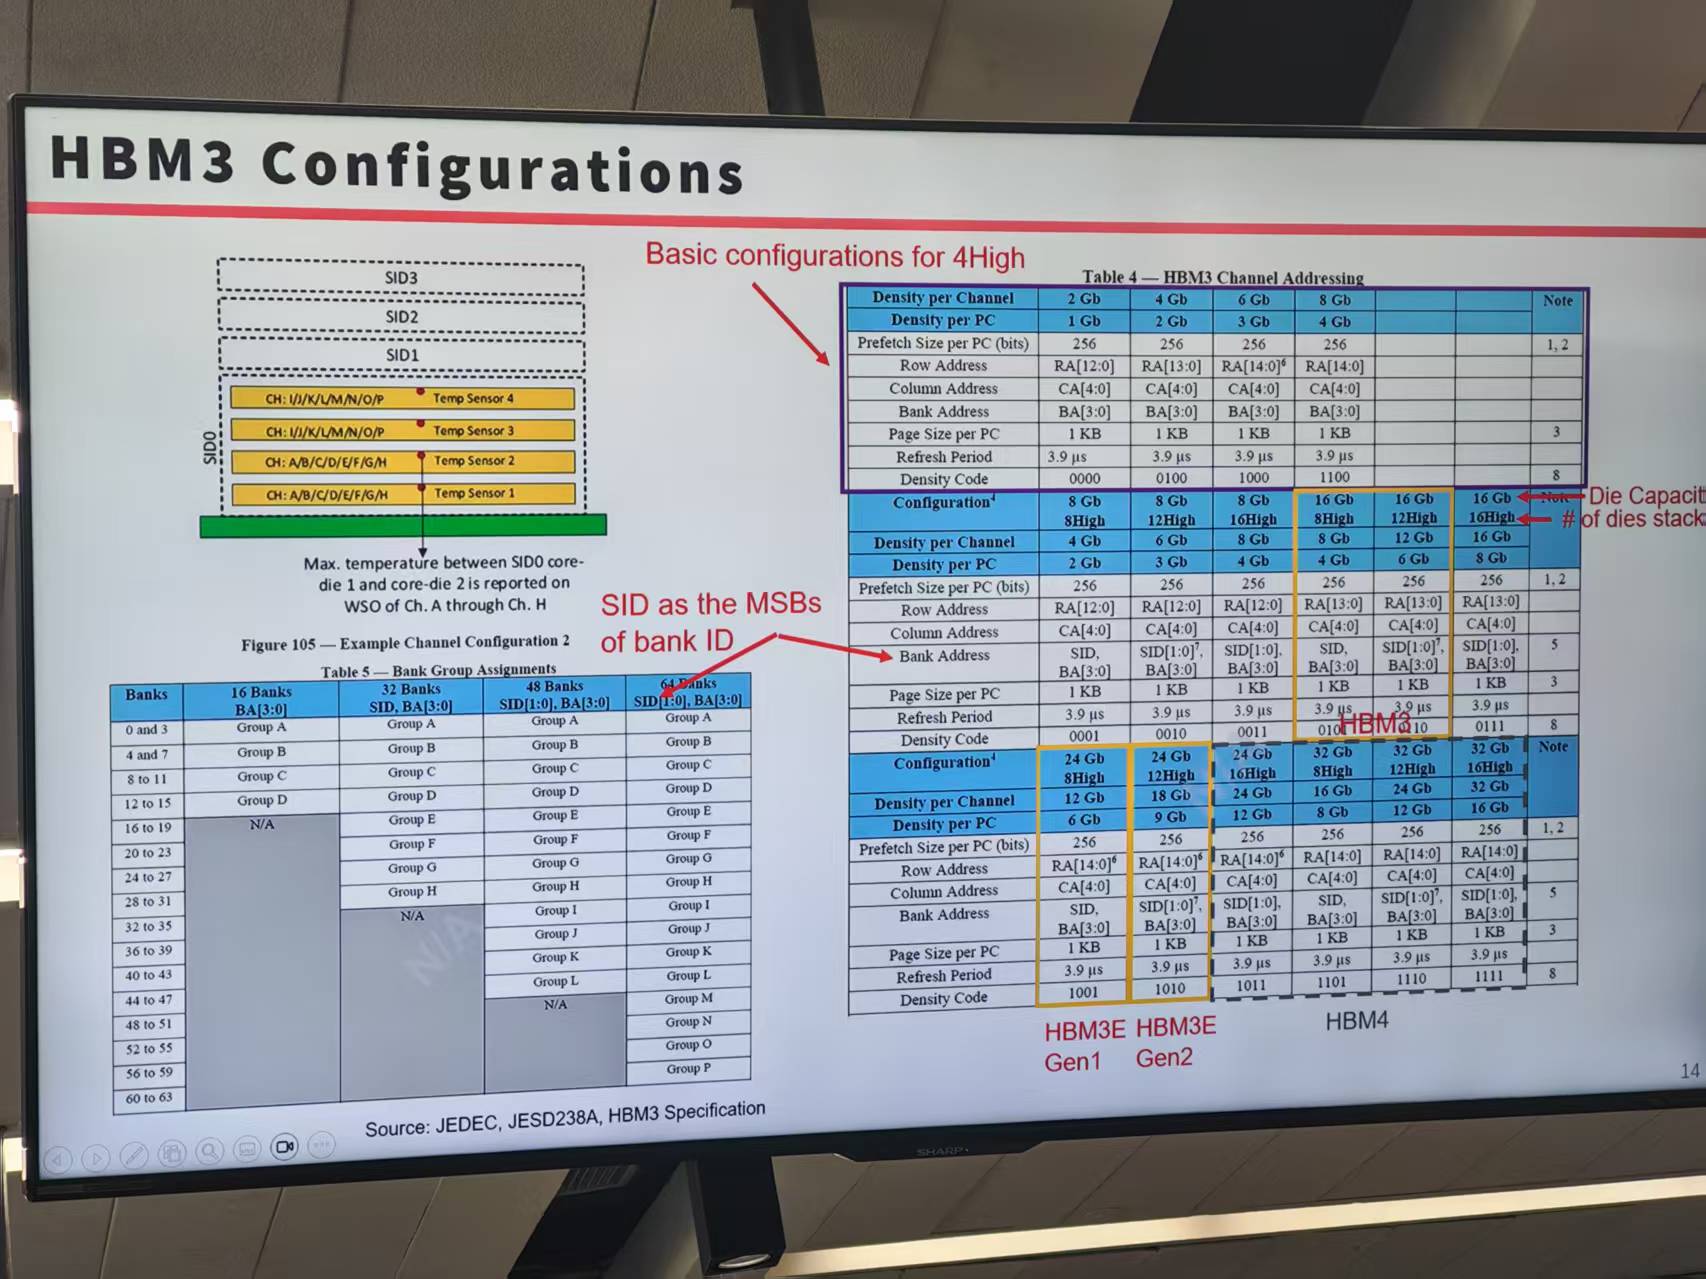 HBM3 Configurations
SID3
SID2
SID1
SID0
CH: I/J/K/L/M/N/O/P Temp Sensor 4
CH: I/J/K/L/M/N/O/P Temp Sensor 3
CH: A/B/C/D/E/F/G/H Temp Sensor 2
CH: A/B/C/D/E/F/G/H Temp Sensor 1
Max. temperature between SID0 core-
die 1 and core-die 2 is reported on
WSO of Ch. A through Ch. H
Figure 105 — Example Channel Configuration 2
SID as the MSBs
of bank ID
Table 5 — Bank Group Assignments
Banks 16 Banks 32 Banks 48 Banks 64 Banks
BA[3:0] SID, BA[3:0] SID[1:0], BA[3:0] SID[1:0], BA[3:0]
0 and 3 Group A Group A Group A Group A
4 and 7 Group B Group B Group B Group B
8 to 11 Group C Group C Group C Group C
12 to 15 Group D Group D Group D Group D
16 to 19 N/A Group E Group E Group E
20 to 23 Group F Group F Group F
24 to 27 Group G Group G Group G
28 to 31 Group H Group H Group H
32 to 35 N/A Group I Group I
36 to 39 Group J Group J
40 to 43 Group K Group K
44 to 47 Group L Group L
48 to 51 N/A Group M
52 to 55 Group N
56 to 59 Group O
60 to 63 Group P
Source: JEDEC, JESD238A, HBM3 Specification
Basic configurations for 4High
Table 4 — HBM3 Channel Addressing
Density per Channel 2 Gb 4 Gb 6 Gb 8 Gb Note
Density per PC 1 Gb 2 Gb 3 Gb 4 Gb
Prefetch Size per PC (bits) 256 256 256 256 1, 2
Row Address RA[12:0] RA[13:0] RA[14:0]6 RA[14:0]
Column Address CA[4:0] CA[4:0] CA[4:0] CA[4:0]
Bank Address BA[3:0] BA[3:0] BA[3:0] BA[3:0]
Page Size per PC 1 KB 1 KB 1 KB 1 KB 3
Refresh Period 3.9 µs 3.9 µs 3.9 µs 3.9 µs
Density Code 0000 0100 1000 1100 8
Configuration4 8 Gb 8 Gb 8 Gb 16 Gb 16 Gb 16 Gb Note Die Capacit
8High 12High 16High 8High 12High 16High # of dies stack
Density per Channel 4 Gb 6 Gb 8 Gb 8 Gb 12 Gb 16 Gb
Density per PC 2 Gb 3 Gb 4 Gb 4 Gb 6 Gb 8 Gb
Prefetch Size per PC (bits) 256 256 256 256 256 256 1, 2
Row Address RA[12:0] RA[12:0] RA[12:0] RA[13:0] RA[13:0] RA[13:0]
Column Address CA[4:0] CA[4:0] CA[4:0] CA[4:0] CA[4:0] CA[4:0]
Bank Address SID, SID[1:0]7, SID[1:0], SID, SID[1:0]7, SID[1:0], 5
BA[3:0] BA[3:0] BA[3:0] BA[3:0] BA[3:0] BA[3:0]
Page Size per PC 1 KB 1 KB 1 KB 1 KB 1 KB 1 KB 3
Refresh Period 3.9 µs 3.9 µs 3.9 µs 3.9 µs 3.9 µs 3.9 µs
Density Code 0001 0010 0011 0111 8
HBM3
Configuration4 24 Gb 24 Gb 24 Gb 32 Gb 32 Gb 32 Gb Note
8High 12High 16High 8High 12High 16High
Density per Channel 12 Gb 18 Gb 24 Gb 16 Gb 24 Gb 32 Gb
Density per PC 6 Gb 9 Gb 12 Gb 8 Gb 12 Gb 16 Gb
Prefetch Size per PC (bits) 256 256 256 256 256 256 1, 2
Row Address RA[14:0]6 RA[14:0]6 RA[14:0]6 RA[14:0] RA[14:0] RA[14:0]
Column Address CA[4:0] CA[4:0] CA[4:0] CA[4:0] CA[4:0] CA[4:0]
Bank Address SID, SID[1:0]7, SID[1:0], SID, SID[1:0]7, SID[1:0], 5
BA[3:0] BA[3:0] BA[3:0] BA[3:0] BA[3:0] BA[3:0]
Page Size per PC 1 KB 1 KB 1 KB 1 KB 1 KB 1 KB 3
Refresh Period 3.9 µs 3.9 µs 3.9 µs 3.9 µs 3.9 µs 3.9 µs
Density Code 1001 1010 1011 1101 1110 1111 8
HBM3E HBM3E HBM4
Gen1 Gen2
14
SHARP